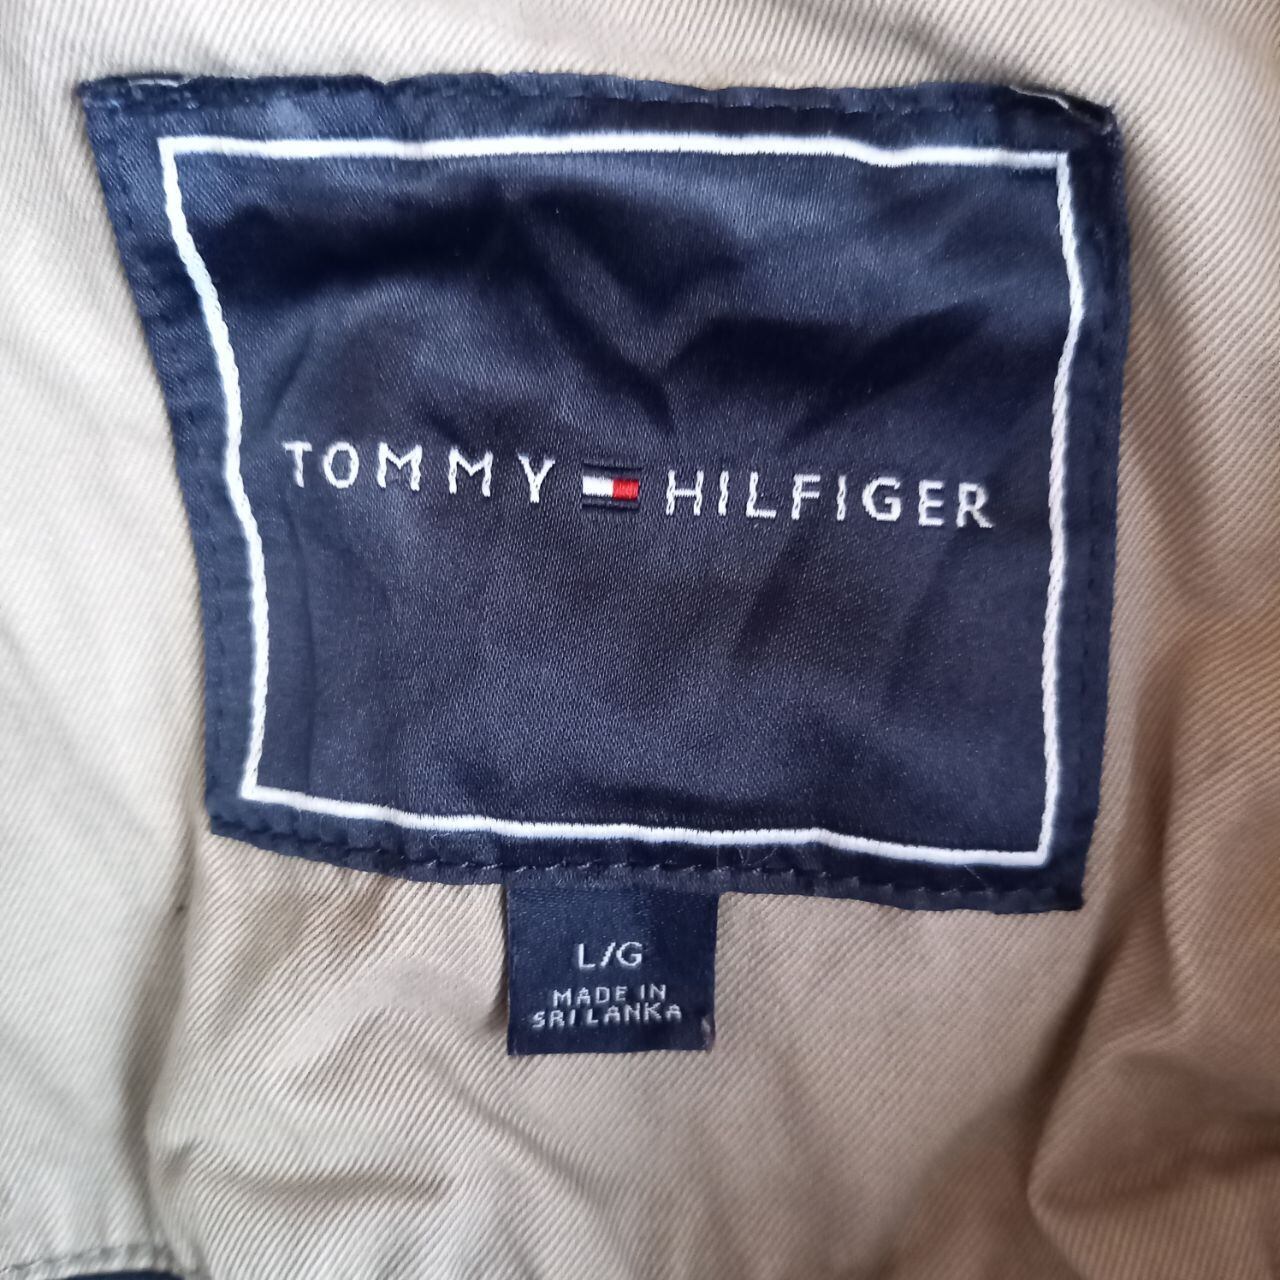 TOMMY HILFIGER
L/G
MADE IN
SRI LANKA